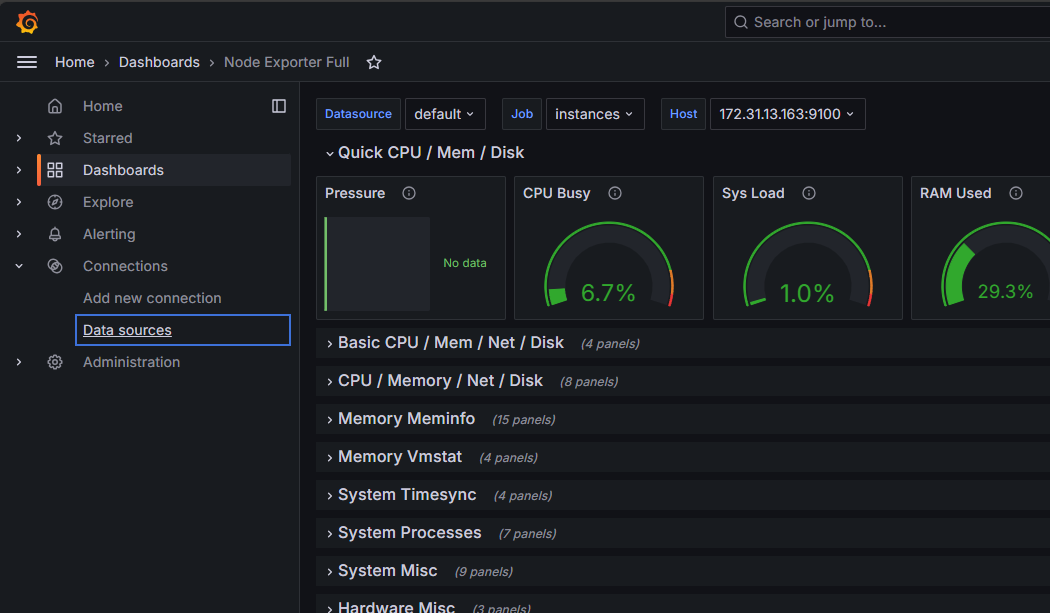 Search or jump to...
Home › Dashboards › Node Exporter Full
Home
Starred
Dashboards
Explore
Alerting
Connections
Add new connection
Data sources
Administration
Datasource default Job instances Host 172.31.13.163:9100
Quick CPU / Mem / Disk
Pressure
No data
CPU Busy
6.7%
Sys Load
1.0%
RAM Used
29.3%
Basic CPU / Mem / Net / Disk (4 panels)
CPU / Memory / Net / Disk (8 panels)
Memory Meminfo (15 panels)
Memory Vmstat (4 panels)
System Timesync (4 panels)
System Processes (7 panels)
System Misc (9 panels)
Hardware Misc (3 panels)